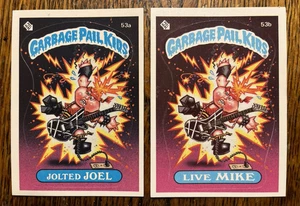 53a
GARBAGE PAIL KIDS
JOLTED JOEL
53b
GARBAGE PAIL KIDS
LIVE MIKE